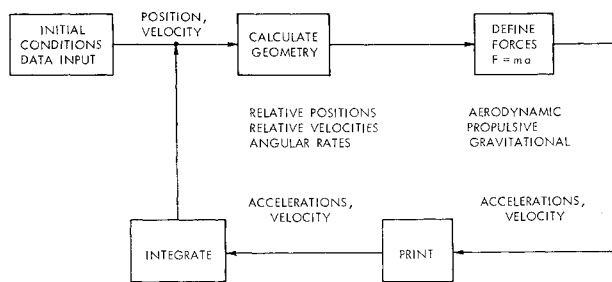 INITIAL
CONDITIONS
DATA INPUT
POSITION,
VELOCITY
CALCULATE
GEOMETRY
DEFINE
FORCES
F = ma
RELATIVE POSITIONS
RELATIVE VELOCITIES
ANGULAR RATES
AERODYNAMIC
PROPULSIVE
GRAVITATIONAL
ACCELERATIONS,
VELOCITY
ACCELERATIONS,
VELOCITY
INTEGRATE
PRINT